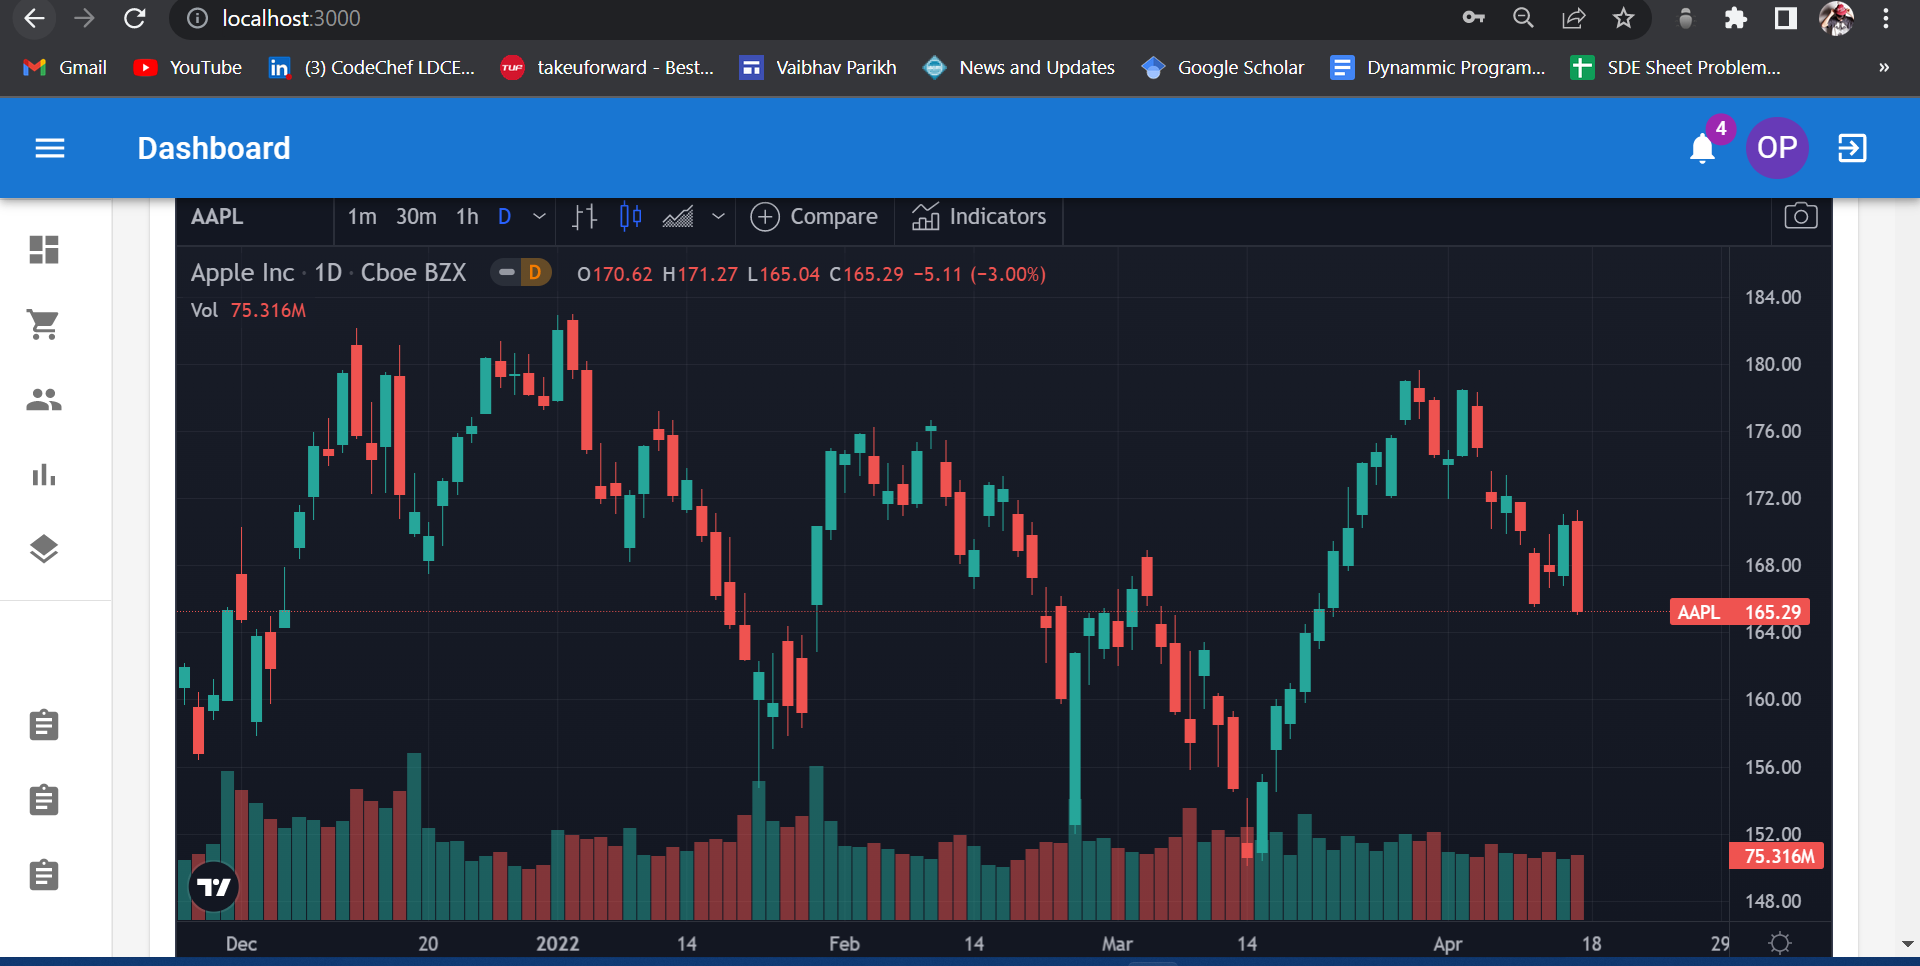 localhost:3000
Gmail YouTube in (3) CodeChef LDCE... TUF takeuforward - Best... Vaibhav Parikh News and Updates Google Scholar Dynammic Program... SDE Sheet Problem... »
Dashboard 4 OP
AAPL 1m 30m 1h D Compare Indicators
Apple Inc · 1D · Cboe BZX D O170.62 H171.27 L165.04 C165.29 −5.11 (−3.00%)
Vol 75.316M
184.00
180.00
176.00
172.00
168.00
AAPL 165.29
164.00
160.00
156.00
152.00
75.316M
148.00
Dec 20 2022 14 Feb 14 Mar 14 Apr 18 29